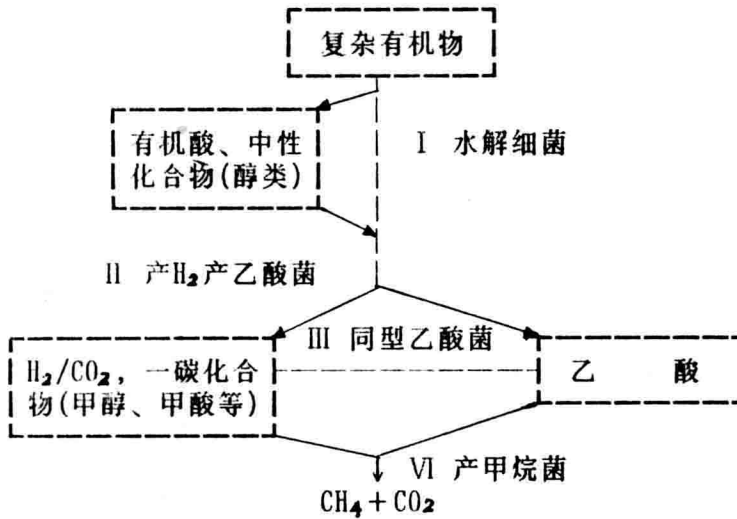 复杂有机物
有机酸、中性
化合物(醇类)
I 水解细菌
II 产H₂产乙酸菌
III 同型乙酸菌
H₂/CO₂, 一碳化合
物(甲醇、甲酸等)
乙 酸
VI 产甲烷菌
CH₄+CO₂